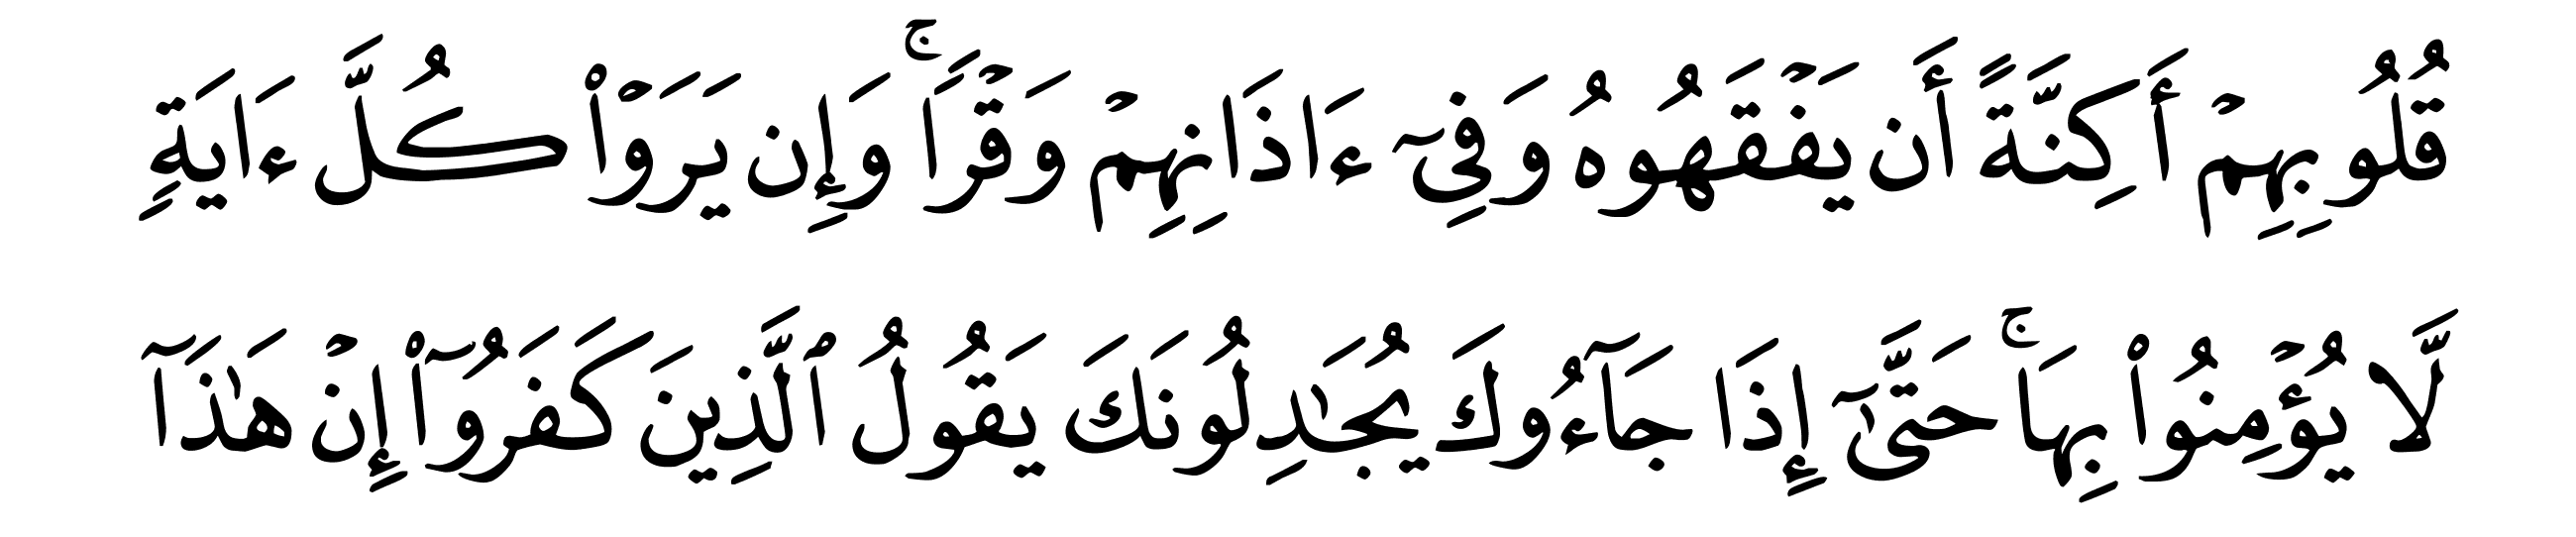 قُلُوبِهِمۡ أَكِنَّةً أَن يَفۡقَهُوهُ وَفِيٓ ءَاذَانِهِمۡ وَقۡرٗاۚ وَإِن يَرَوۡاْ كُلَّ ءَايَةٖ
لَّا يُؤۡمِنُواْ بِهَاۚ حَتَّىٰٓ إِذَا جَآءُوكَ يُجَٰدِلُونَكَ يَقُولُ ٱلَّذِينَ كَفَرُوٓاْ إِنۡ هَٰذَآ